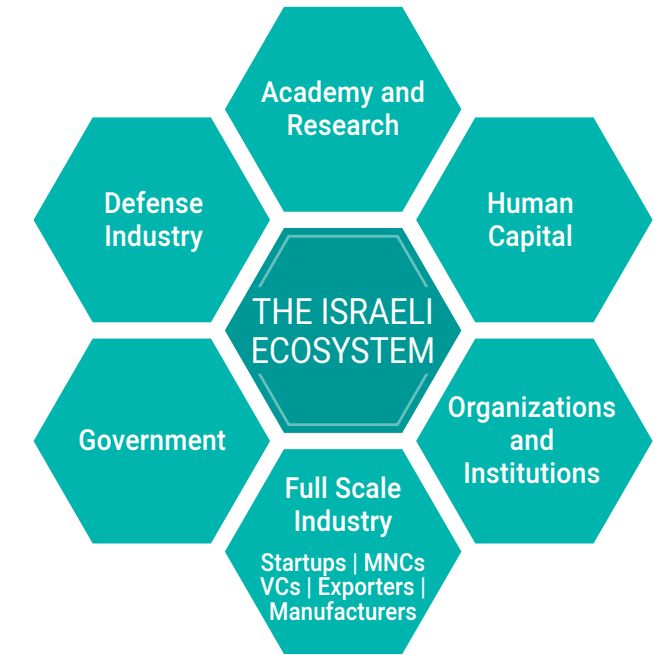 Academy and
Research
Defense
Industry
Human
Capital
THE ISRAELI
ECOSYSTEM
Government
Organizations
and
Institutions
Full Scale
Industry
Startups | MNCs
VCs | Exporters |
Manufacturers